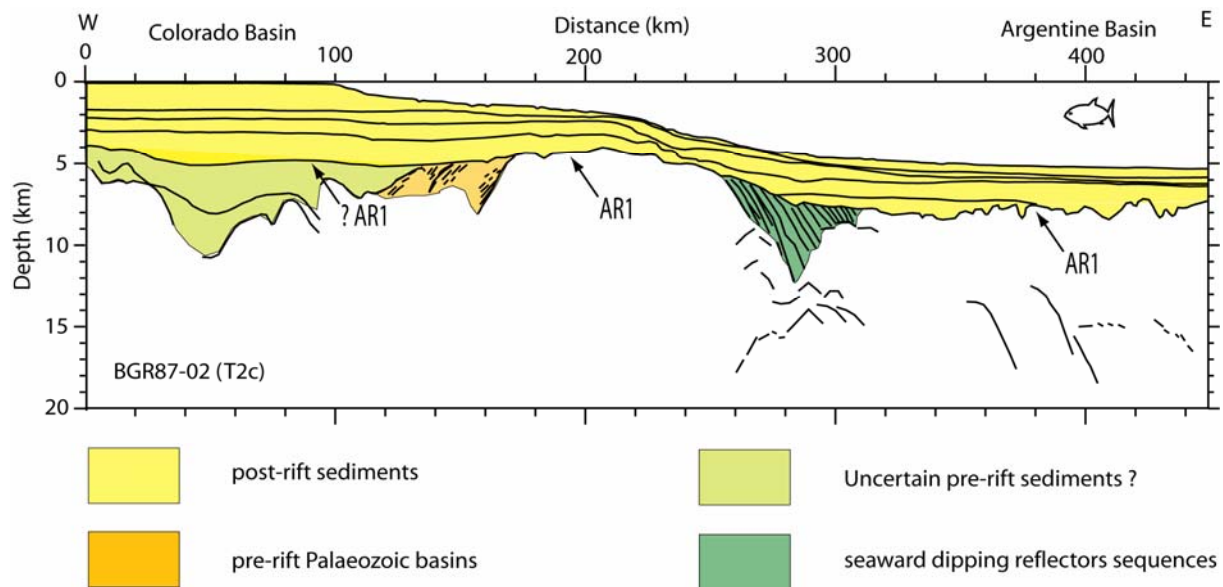 W Colorado Basin Distance (km) Argentine Basin E
0 100 200 300 400
0
5
10
15
20
Depth (km)
? AR1
AR1
AR1
BGR87-02 (T2c)
post-rift sediments
Uncertain pre-rift sediments ?
pre-rift Palaeozoic basins
seaward dipping reflectors sequences